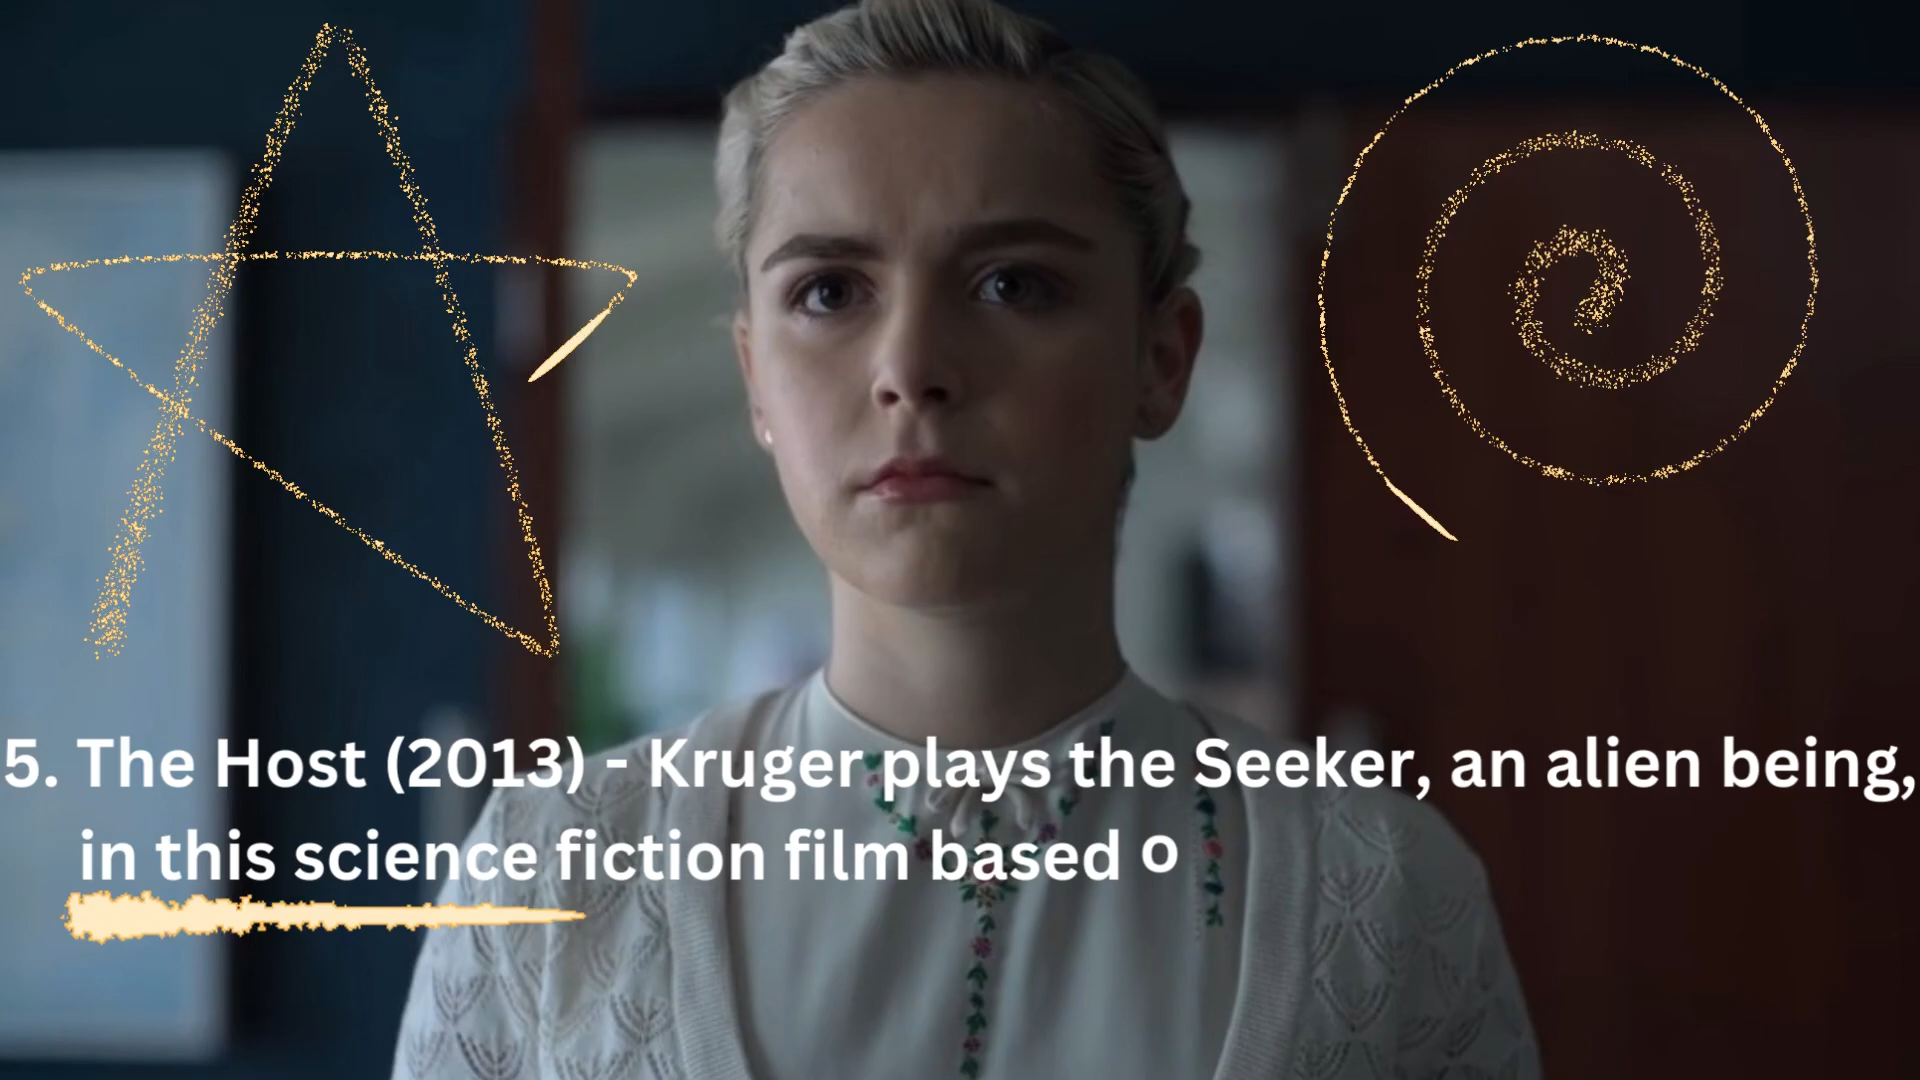 5. The Host (2013) - Kruger plays the Seeker, an alien being,
in this science fiction film based o